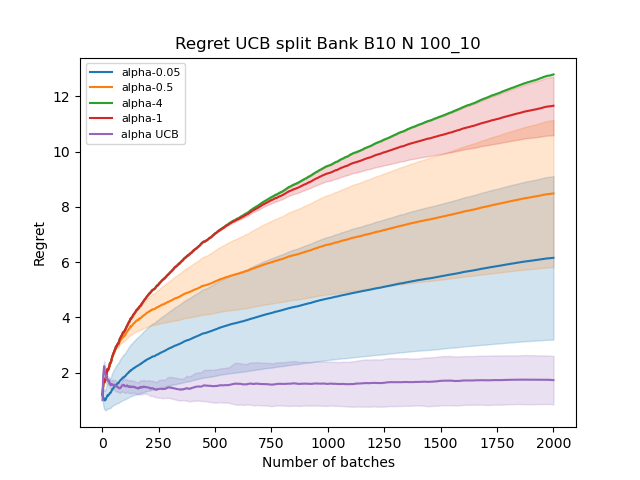 Regret UCB split Bank B10 N 100_10
alpha-0.05
alpha-0.5
alpha-4
alpha-1
alpha UCB
12
10
8
6
4
2
Regret
0 250 500 750 1000 1250 1500 1750 2000
Number of batches